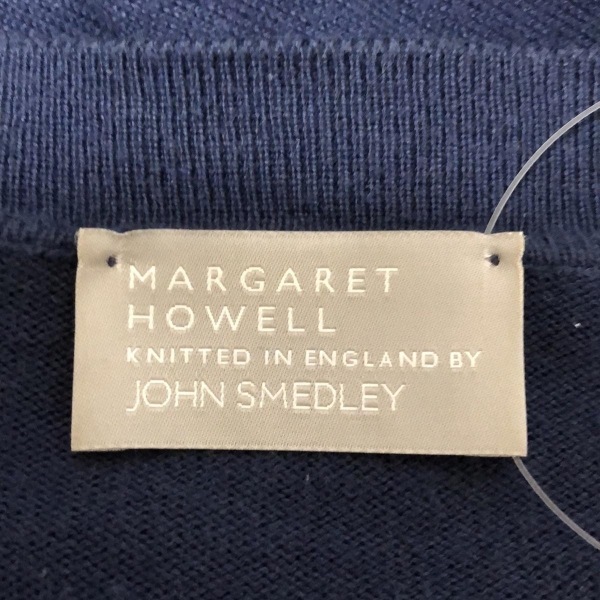 MARGARET
HOWELL
KNITTED IN ENGLAND BY
JOHN SMEDLEY